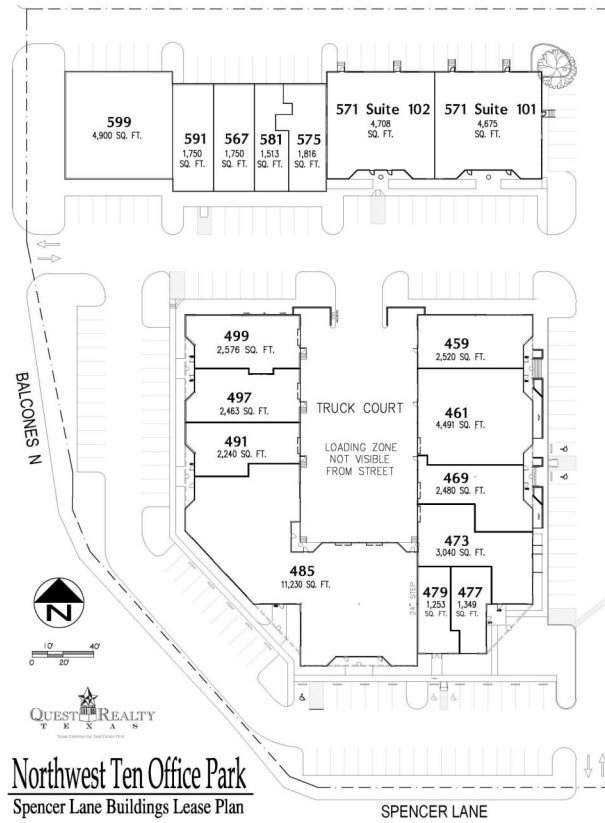 599
4,900 SQ. FT.
591
1,750
SQ. FT.
567
1,750
SQ. FT.
581
1,513
SQ. FT.
575
1,816
SQ. FT.
571 Suite 102
4,708
SQ. FT.
571 Suite 101
4,675
SQ. FT.
499
2,576 SQ. FT.
459
2,520 SQ. FT.
497
2,463 SQ. FT.
TRUCK COURT
461
4,491 SQ. FT.
BALCONES N
491
2,240 SQ. FT.
LOADING ZONE
NOT VISIBLE
FROM STREET
469
2,480 SQ. FT.
473
3,040 SQ. FT.
485
11,230 SQ. FT.
24" STEP
479
1,253
SQ. FT.
477
1,349
SQ. FT.
N
10' 40'
0 20'
QUEST REALTY
TEXAS
Northwest Ten Office Park
Spencer Lane Buildings Lease Plan
SPENCER LANE